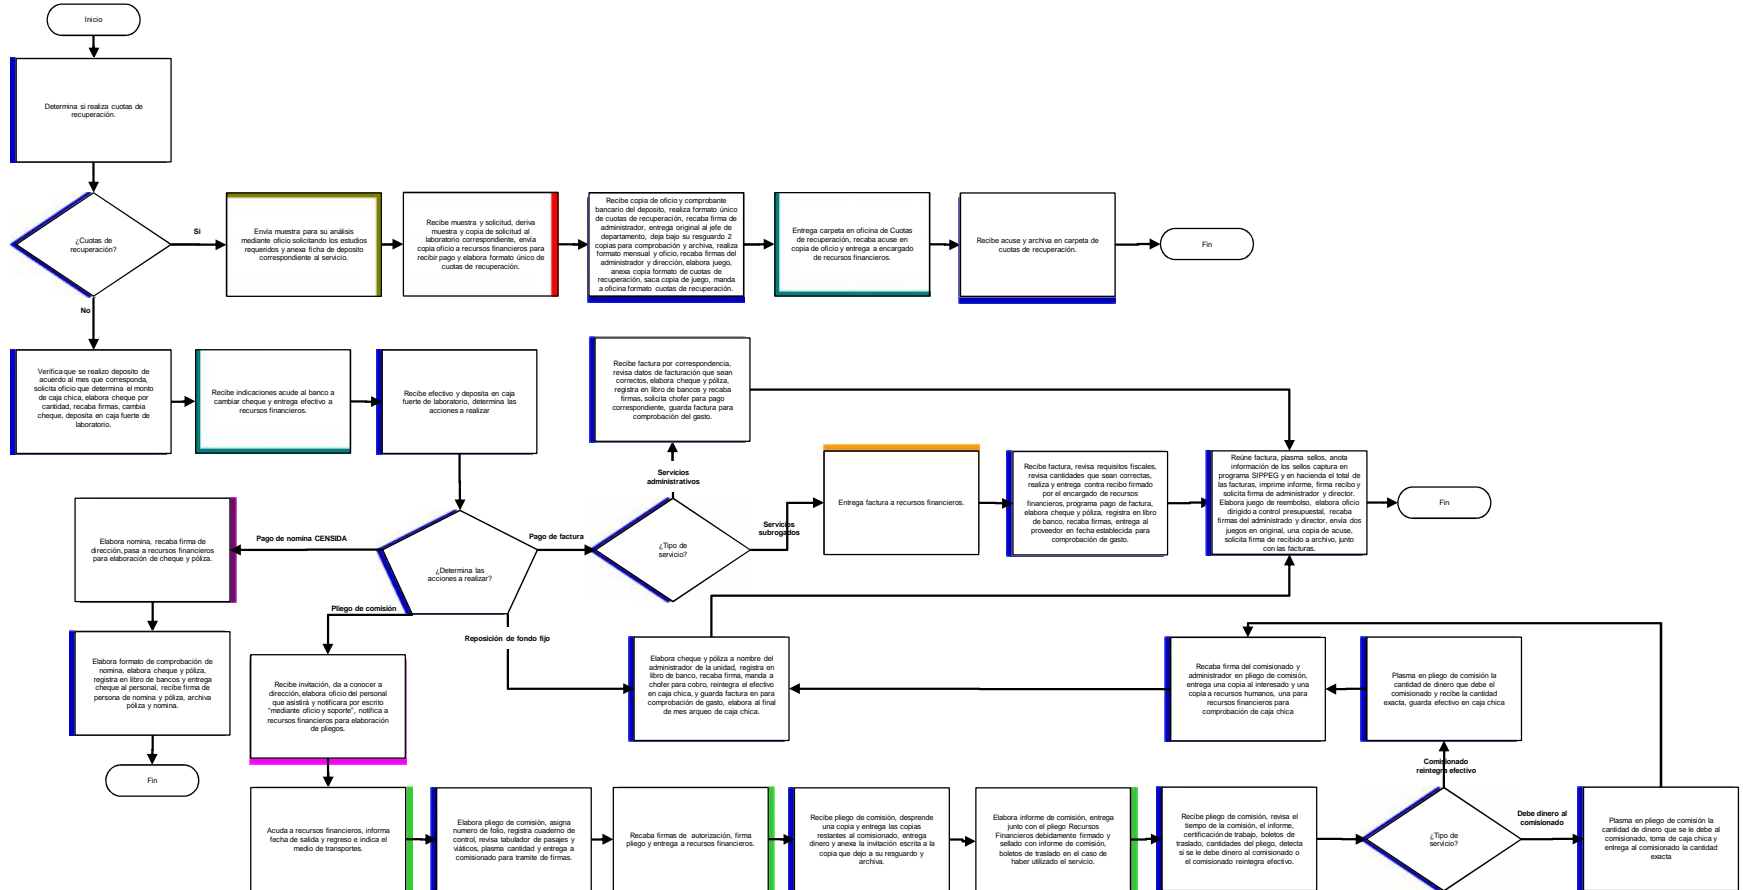 Inicio
Determina si realiza cuotas de
recuperación.
¿Cuotas de
recuperación?
Si
Envía muestra para su análisis
mediante oficio solicitando los estudios
requeridos y anexa ficha de deposito
correspondiente al servicio.
Recibe muestra y solicitud, deriva
muestra y copia de solicitud al
laboratorio correspondiente, envía
copia oficio a recursos financieros para
recibir pago y elabora formato único de
cuotas de recuperación.
Recibe copia de oficio y comprobante
bancario del deposito, realiza formato único
de cuotas de recuperación, recaba firma de
administrador, entrega original al jefe de
departamento, deja bajo su resguardo 2
copias para comprobación y archiva, realiza
formato mensual y oficio, recaba firmas del
administrador y dirección, elabora juego,
anexa copia formato de cuotas de
recuperación, saca copia de juego, manda
a oficina formato cuotas de recuperación.
Entrega carpeta en oficina de Cuotas
de recuperación, recaba acuse en
copia de oficio y entrega a encargado
de recursos financieros.
Recibe acuse y archiva en carpeta de
cuotas de recuperación.
Fin
No
Verifica que se realizo deposito de
acuerdo al mes que corresponda,
solicita oficio que determina el monto
de caja chica, elabora cheque por
cantidad, recaba firmas, cambia
cheque, deposita en caja fuerte de
laboratorio.
Recibe indicaciones acude al banco a
cambiar cheque y entrega efectivo a
recursos financieros.
Recibe efectivo y deposita en caja
fuerte de laboratorio, determina las
acciones a realizar
Recibe factura por correspondencia,
revisa datos de facturación que sean
correctos, elabora cheque y póliza,
registra en libro de bancos y recaba
firmas, solicita chofer para pago
correspondiente, guarda factura para
comprobación del gasto.
Servicios
administrativos
¿Tipo de
servicio?
Servicios
subrogados
Entrega factura a recursos financieros.
Recibe factura, revisa requisitos fiscales,
revisa cantidades que sean correctas,
realiza y entrega contra recibo firmado
por el encargado de recursos
financieros, programa pago de factura,
elabora cheque y póliza, registra en libro
de banco, recaba firmas, entrega al
proveedor en fecha establecida para
comprobación de gasto.
Reúne factura, plasma sellos, anota
información de los sellos captura en
programa SIPPEG y en hacienda el total de
las facturas, imprime informe, firma recibo y
solicita firma de administrador y director.
Elabora juego de reembolso, elabora oficio
dirigido a control presupuestal, recaba
firmas del administrado y director, envía dos
juegos en original, una copia de acuse,
solicita firma de recibido a archivo, junto
con las facturas.
Fin
Pago de factura
¿Determina las
acciones a realizar?
Pago de nomina CENSIDA
Elabora nomina, recaba firma de
dirección, pasa a recursos financieros
para elaboración de cheque y póliza.
Elabora formato de comprobación de
nomina, elabora cheque y póliza,
registra en libro de bancos y entrega
cheque al personal, recibe firma de
persona de nomina y póliza, archiva
póliza y nomina.
Fin
Pliego de comisión
Recibe invitación, da a conocer a
dirección, elabora oficio del personal
que asistirá y notificara por escrito
"mediante oficio y soporte", notifica a
recursos financieros para elaboración
de pliegos.
Reposición de fondo fijo
Elabora cheque y póliza a nombre del
administrador de la unidad, registra en
libro de banco, recaba firma, manda a
chofer para cobro, reintegra el efectivo
en caja chica, y guarda factura en para
comprobación de gasto, elabora al final
de mes arqueo de caja chica.
Recaba firma del comisionado y
administrador en pliego de comisión,
entrega una copia al interesado y una
copia a recursos humanos, una para
recursos financieros para
comprobación de caja chica
Plasma en pliego de comisión la
cantidad de dinero que debe el
comisionado y recibe la cantidad
exacta, guarda efectivo en caja chica
Comisionado
reintegra efectivo
Acuda a recursos financieros, informa
fecha de salida y regreso e indica el
medio de transportes.
Elabora pliego de comisión, asigna
numero de folio, registra cuaderno de
control, revisa tabulador de pasajes y
viáticos, plasma cantidad y entrega a
comisionado para tramite de firmas.
Recaba firmas de autorización, firma
pliego y entrega a recursos financieros.
Recibe pliego de comisión, desprende
una copia y entrega las copias
restantes al comisionado, entrega
dinero y anexa la invitación escrita a la
copia que dejo a su resguardo y
archiva.
Elabora informe de comisión, entrega
junto con el pliego Recursos
Financieros debidamente firmado y
sellado con informe de comisión,
boletos de traslado en el caso de
haber utilizado el servicio.
Recibe pliego de comisión, revisa el
tiempo de la comisión, el informe,
certificación de trabajo, boletos de
traslado, cantidades del pliego, detecta
si se le debe dinero al comisionado o
el comisionado reintegra efectivo.
¿Tipo de
servicio?
Debe dinero al
comisionado
Plasma en pliego de comisión la
cantidad de dinero que se le debe al
comisionado, toma de caja chica y
entrega al comisionado la cantidad
exacta